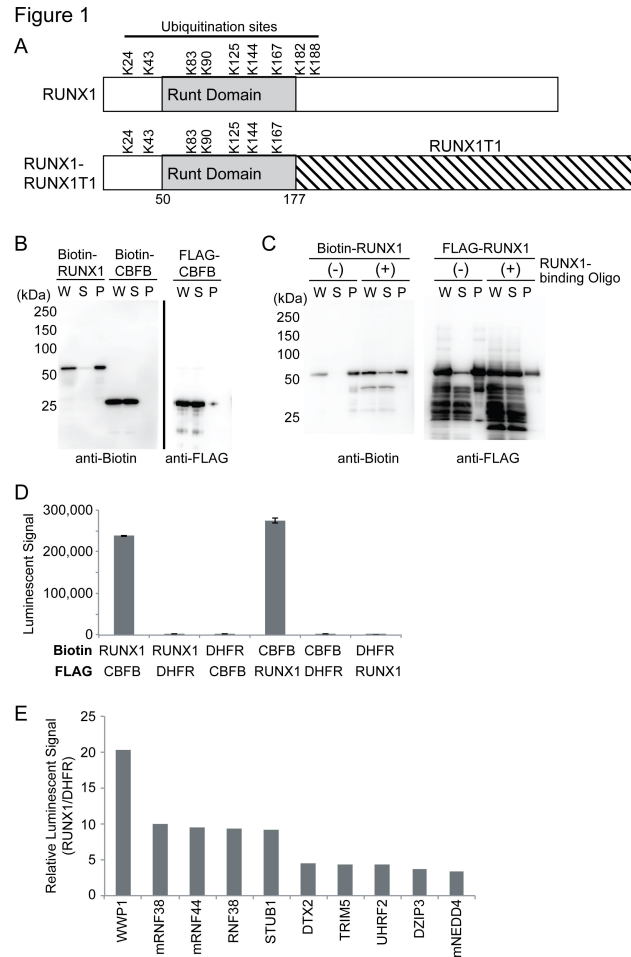 Figure 1
Ubiquitination sites
A
K24 K43 K83 K90 K125 K144 K167 K182 K188
RUNX1 Runt Domain
K24 K43 K83 K90 K125 K144 K167
RUNX1T1
RUNX1-
RUNX1T1 Runt Domain
50 177
B
Biotin- Biotin- FLAG-
RUNX1 CBFB CBFB
(kDa) W S P W S P W S P
250
150
100
50
25
anti-Biotin anti-FLAG
C
Biotin-RUNX1 FLAG-RUNX1
(-) (+) (-) (+) RUNX1-
binding Oligo
(kDa) W S P W S P W S P W S P
250
150
100
50
25
anti-Biotin anti-FLAG
D
Luminescent Signal
300,000
200,000
100,000
0
Biotin RUNX1 RUNX1 DHFR CBFB CBFB DHFR
FLAG CBFB DHFR CBFB RUNX1 DHFR RUNX1
E
Relative Luminescent Signal
(RUNX1/DHFR)
25
20
15
10
5
0
WWP1 mRNF38 mRNF44 RNF38 STUB1 DTX2 TRIM5 UHRF2 DZIP3 mNEDD4